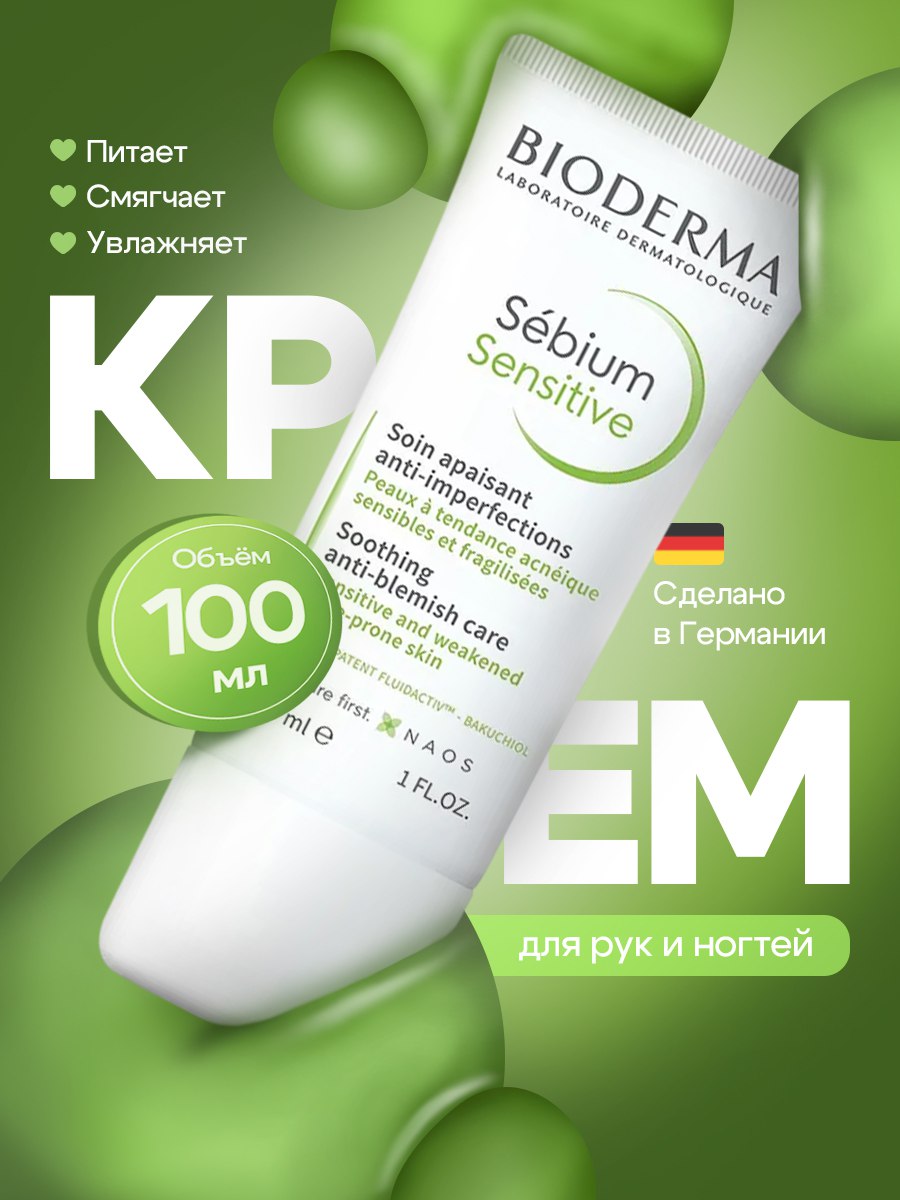 Питает
Смягчает
Увлажняет
КР
ЕМ
для рук и ногтей
Объём
100
мл
Сделано
в Германии
BIODERMA
LABORATOIRE DERMATOLOGIQUE
Sébium
Sensitive
Soin apaisant
anti-imperfections
Peaux à tendance acnéique
sensibles et fragilisées
Soothing
anti-blemish care
nsitive and weakened
-prone skin
PATENT FLUIDACTIV™ - BAKUCHIOL
re first.
NAOS
ml e
1 FL.OZ.